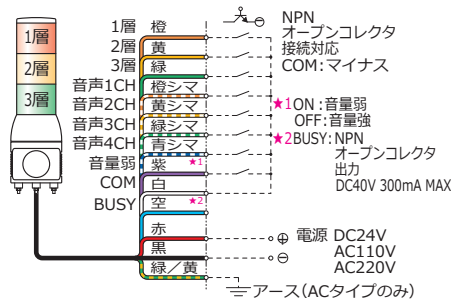 1層
2層
3層
1層 橙
2層 黄
3層 緑
音声1CH 橙シマ
音声2CH 黄シマ
音声3CH 緑シマ
音声4CH 青シマ
音量弱 紫 ★1
COM 白
BUSY 空 ★2
赤
黒
緑/黄
NPN
オープンコレクタ
接続対応
COM:マイナス
★1ON:音量弱
OFF:音量強
★2BUSY:NPN
オープンコレクタ
出力
DC40V 300mA MAX
⊕ 電源 DC24V
⊖ AC110V
AC220V
アース(ACタイプのみ)